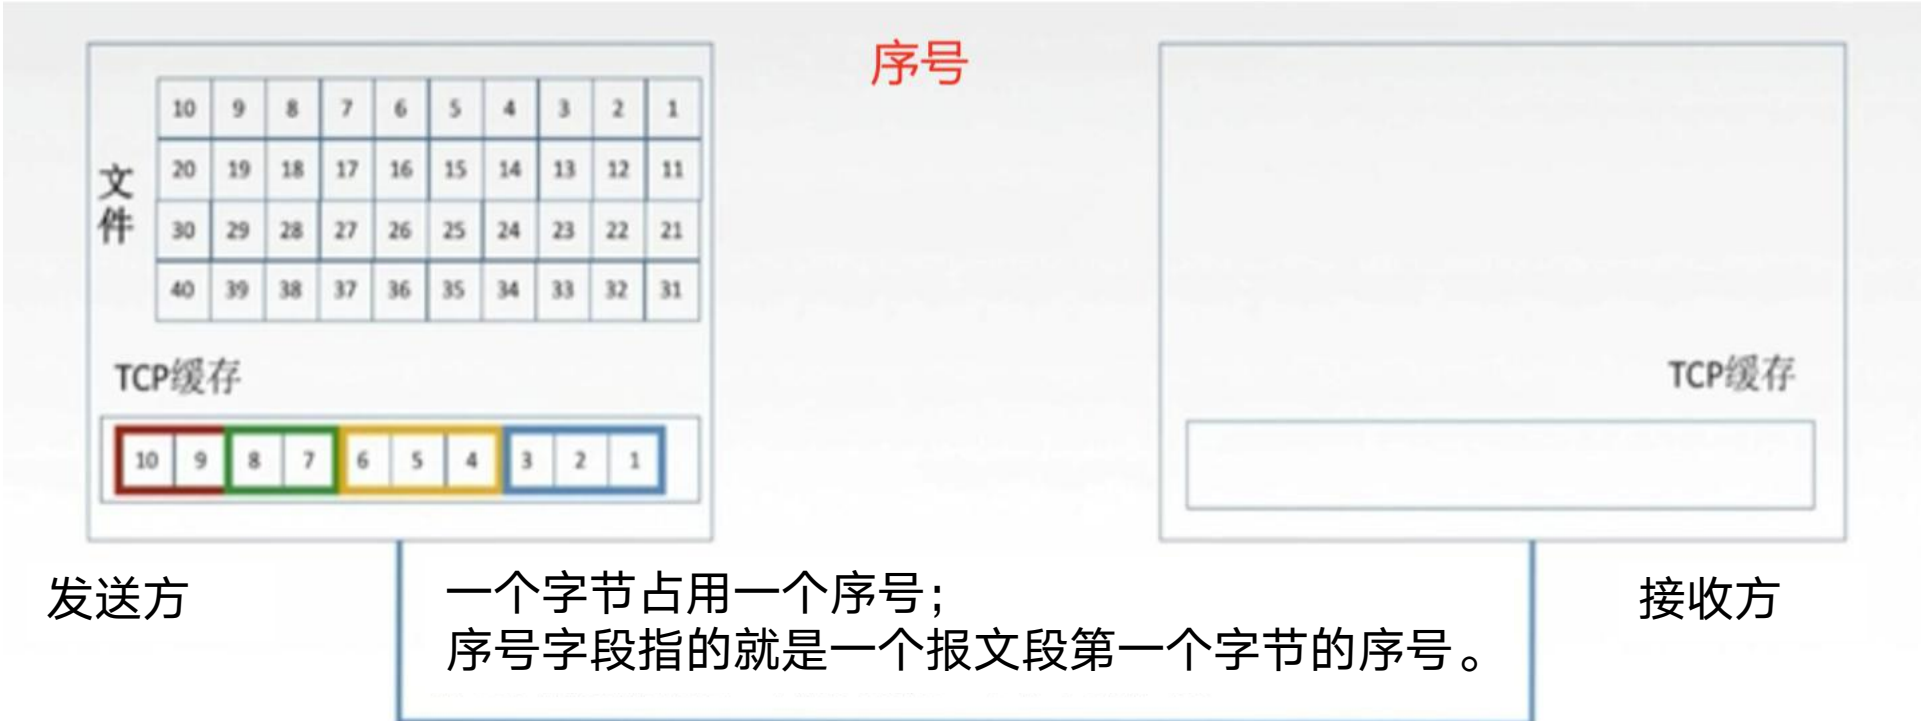 序号
10 9 8 7 6 5 4 3 2 1
20 19 18 17 16 15 14 13 12 11
30 29 28 27 26 25 24 23 22 21
40 39 38 37 36 35 34 33 32 31
文件
TCP缓存
10 9 8 7 6 5 4 3 2 1
TCP缓存
发送方
一个字节占用一个序号；
序号字段指的就是一个报文段第一个字节的序号。
接收方